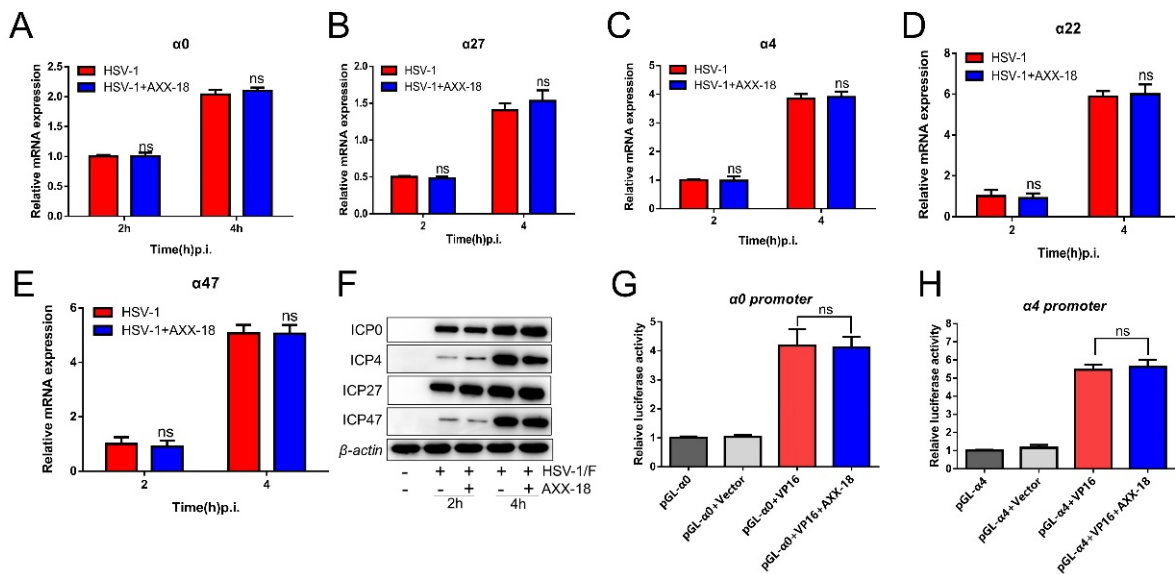 A
α0
Relative mRNA expression
2.5
2.0
1.5
1.0
0.5
0.0
HSV-1
HSV-1+AXX-18
ns
ns
2h
4h
Time(h)p.i.
B
α27
Relative mRNA expression
2.0
1.5
1.0
0.5
0.0
HSV-1
HSV-1+AXX-18
ns
ns
2
4
Time(h)p.i.
C
α4
Relative mRNA expression
5
4
3
2
1
0
HSV-1
HSV-1+AXX-18
ns
ns
2
4
Time(h)p.i.
D
α22
Relative mRNA expression
8
6
4
2
0
HSV-1
HSV-1+AXX-18
ns
ns
2
4
Time(h)p.i.
E
α47
Relative mRNA expression
6
4
2
0
HSV-1
HSV-1+AXX-18
ns
ns
2
4
Time(h)p.i.
F
ICP0
ICP4
ICP27
ICP47
β-actin
- + + + + HSV-1/F
- - + - + AXX-18
2h 4h
G
α0 promoter
Relaive luciferase activity
5
4
3
2
1
0
ns
pGL-α0
pGL-α0+Vector
pGL-α0+VP16
pGL-α0+VP16+AXX-18
H
α4 promoter
Relaive luciferase activity
8
7
6
5
4
3
2
1
0
ns
pGL-α4
pGL-α4+Vector
pGL-α4+VP16
pGL-α4+VP16+AXX-18